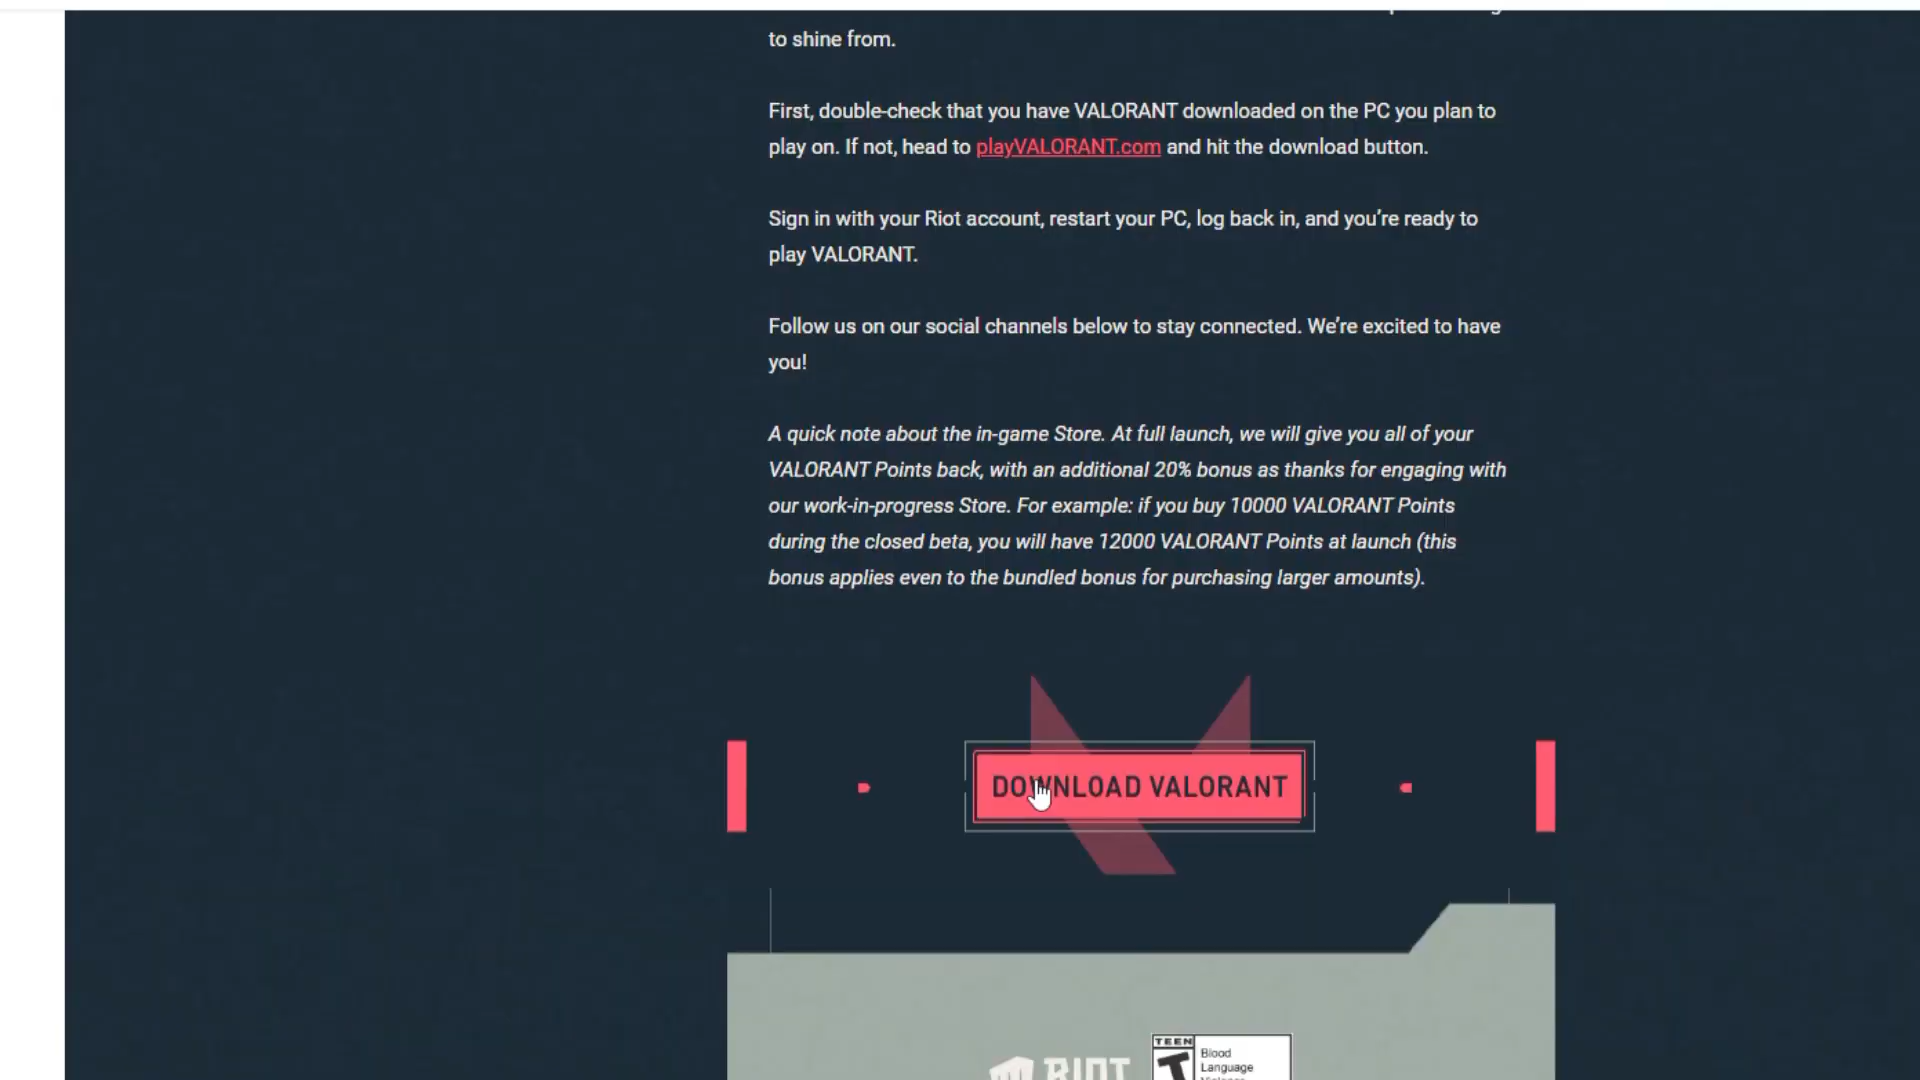 to shine from.
First, double-check that you have VALORANT downloaded on the PC you plan to
play on. If not, head to playVALORANT.com and hit the download button.
Sign in with your Riot account, restart your PC, log back in, and you're ready to
play VALORANT.
Follow us on our social channels below to stay connected. We're excited to have
you!
A quick note about the in-game Store. At full launch, we will give you all of your
VALORANT Points back, with an additional 20% bonus as thanks for engaging with
our work-in-progress Store. For example: if you buy 10000 VALORANT Points
during the closed beta, you will have 12000 VALORANT Points at launch (this
bonus applies even to the bundled bonus for purchasing larger amounts).
DOWNLOAD VALORANT
RIOT
TEEN
T
Blood
Language